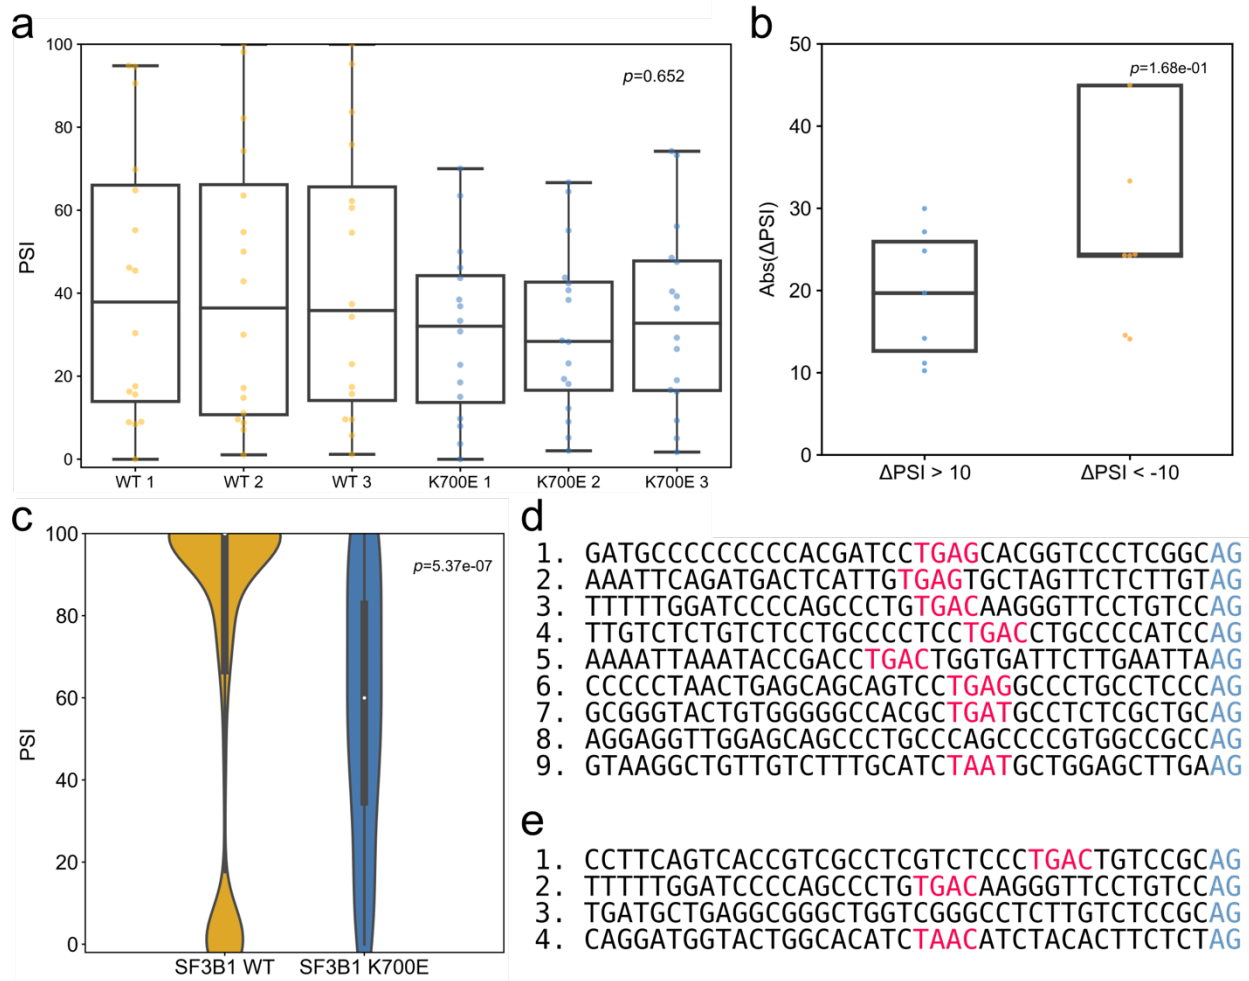 a
100
80
60
40
20
0
PSI
p=0.652
WT 1
WT 2
WT 3
K700E 1
K700E 2
K700E 3
b
50
40
30
20
10
0
Abs(ΔPSI)
p=1.68e-01
ΔPSI > 10
ΔPSI < -10
c
100
80
60
40
20
0
PSI
p=5.37e-07
SF3B1 WT
SF3B1 K700E
d
1. GATGCCCCCCCCCACGATCCTGAGCACGGTCCCTCGGCAG
2. AAATTCAGATGACTCATTGTGAGTGCTAGTTCTCTTGTAG
3. TTTTTGGATCCCCAGCCCTGTGACAAGGGTTCCTGTCCAG
4. TTGTCTCTGTCTCCTGCCCCTCCTGACCTGCCCCATCCAG
5. AAAATTAAATACCGACCTGACTGGTGATTCTTGAATTAAG
6. CCCCCTAACTGAGCAGCAGTCCTGAGGCCCTGCCTCCCAG
7. GCGGGTACTGTGGGGGCCACGCTGATGCCTCTCGCTGCAG
8. AGGAGGTTGGAGCAGCCCTGCCCAGCCCCGTGGCCGCCAG
9. GTAAGGCTGTTGTCTTTGCATCTAATGCTGGAGCTTGAAG
e
1. CCTTCAGTCACCGTCGCCTCGTCTCCCTGACTGTCCGCAG
2. TTTTTGGATCCCCAGCCCTGTGACAAGGGTTCCTGTCCAG
3. TGATGCTGAGGCGGGCTGGTCGGGCCTCTTGTCTCCGCAG
4. CAGGATGGTACTGGCACATCTAACATCTACACTTCTCTAG